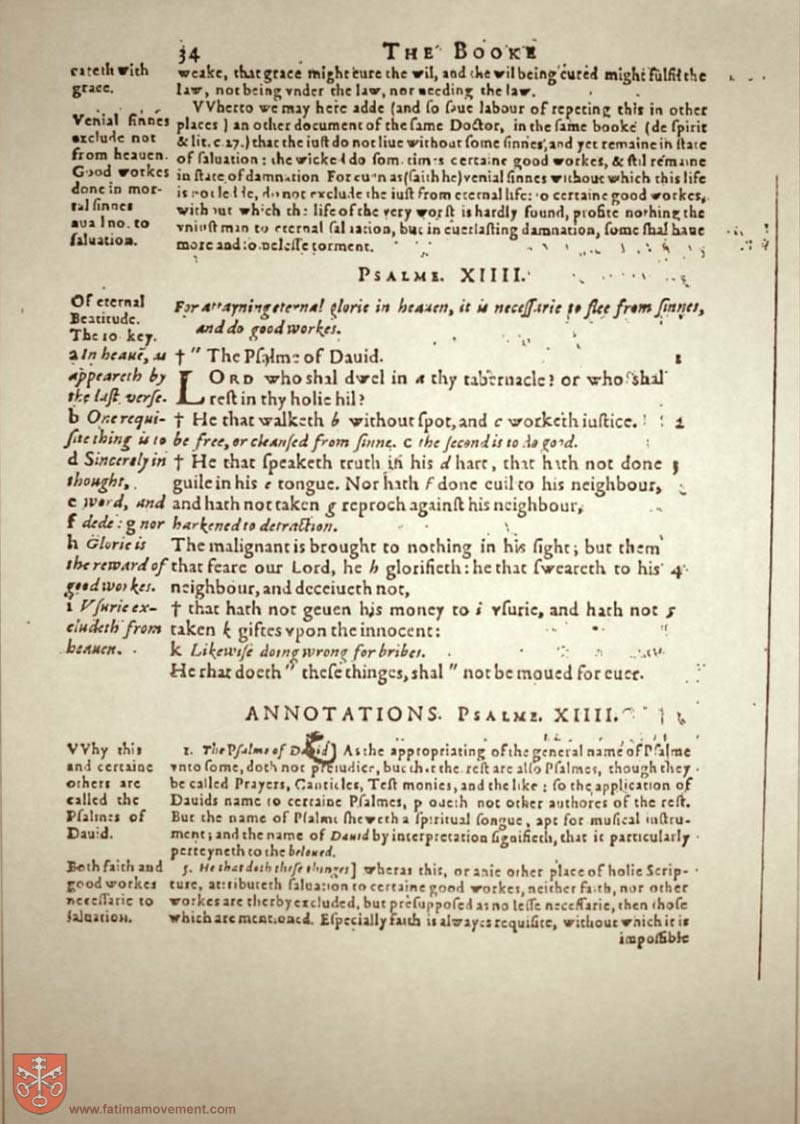 34 THE BOOKE
cateth with
grace.
Venial sinnes
exclude not
from heauen.
Good workes
done in mor-
tal sinnes
auail no. to
saluation.
weake, that grace might cure the wil, and the wil being cured might fulfil the
law, not being vnder the law, nor needing the law.
VVherto we may here adde (and so saue labour of repeting this in other
places) an other document of the same Doctor, in the same booke (de spirit
& lit. c 27.) that the iust do not liue without some sinnes, and yet remaine in state
of saluation: the wicked do som. tim-s certaine good workes, & stil remaine
in state of damnation For euen as (saith he) venial sinnes without which this life
is not ledde, do not exclude the iust from eternal life: so certaine good workes,
without which the life of the very worst is hardly found, profite nothing the
vniust man to eternal saluation, but in euerlasting damnation, some shal haue
more and some lesse torment.
PSALME. XIIII.
Of eternal
Beatitude.
The 10 key.
For attayning eternal glorie in heauen, it is necessarie to flee from sinnes,
and do good workes.
a In heauē, as
appeareth by
the last verse.
† " The Psalme of Dauid. 1
LORD who shal dwel in a thy tabernacle? or who shal
rest in thy holie hil?
b One requi-
site thing is to be free, or cleansed from sinne. c the second is to do good.
† He that walketh b without spot, and c worketh iustice. 2
d Sincerely in
thought,
e word, and
f dede: g nor harkened to detraction.
† He that speaketh truth in his d hart, that hath not done 3
guile in his e tongue. Nor hath f done euil to his neighbour,
and hath not taken g reproch against his neighbour,
h Glorie is
the reward of
good workes.
The malignant is brought to nothing in his sight; but them
that feare our Lord, he h glorifieth: he that sweareth to his 4
neighbour, and deceiueth not,
i Vsurie ex-
cludeth from
heauen.
† that hath not geuen his money to i vsurie, and hath not 5
taken k giftes vpon the innocent:
k Likewise doing wrong for bribes.
He that doeth " these thinges, shal " not be moued for euer.
ANNOTATIONS. PSALME. XIIII.
VVhy this
and certaine
others are
called the
Psalmes of
Dauid.
1. The Psalme of Dauid] As the appropriating of the general name of Psalme
vnto some, doth not preiudice, but that the rest are also Psalmes, though they
be called Prayers, Canticles, Testimonies, and the like: so the application of
Dauids name to certaine Psalmes, p oueth not other authores of the rest.
But the name of Psalme sheweth a spiritual songue, apt for musical instru-
ment; and the name of Dauid by interpretation signifieth, that it particularly
perteyneth to the beloued.
Both faith and
good workes
necessarie to
saluation.
5. He that doth these thinges] wheras this, or anie other place of holie Scrip-
ture, attributeth saluation to certaine good workes, neither faith, nor other
workes are therby excluded, but presupposed as no lesse necessarie, then those
which are mentioned. Especially faith is alwayes requisite, without which it is
impossible
www.fatimamovement.com